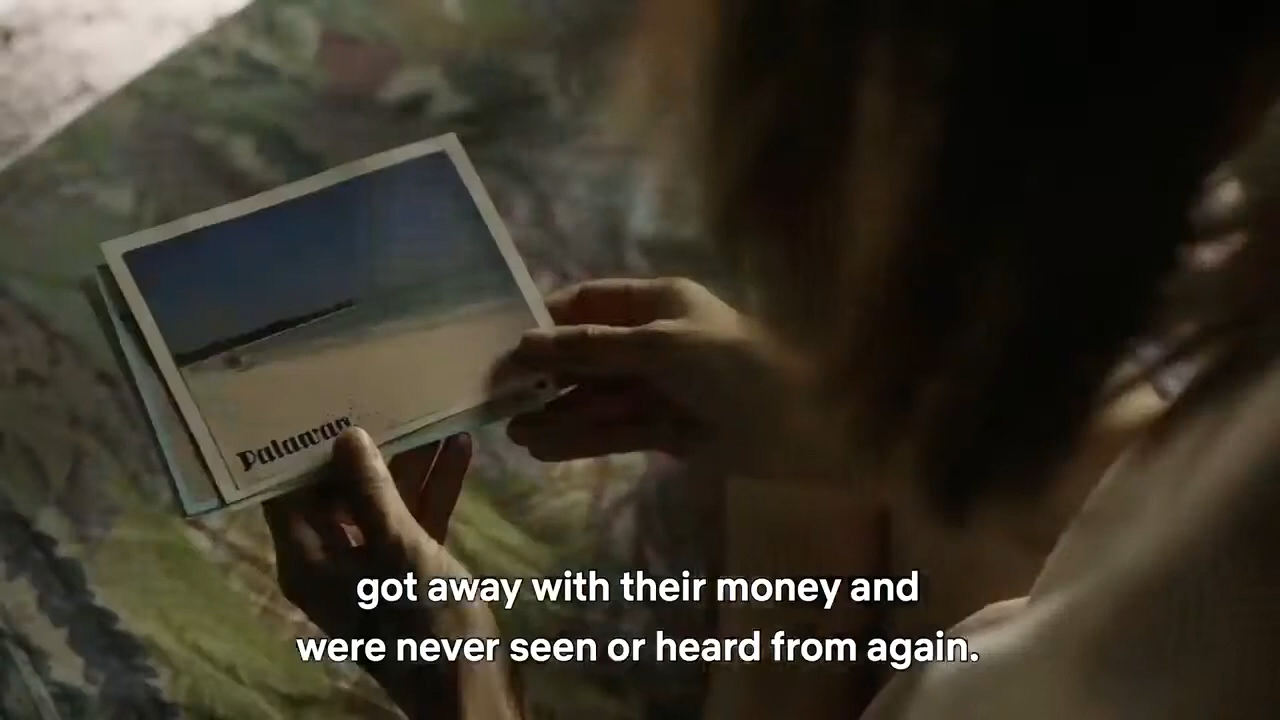 Palawan
got away with their money and
were never seen or heard from again.